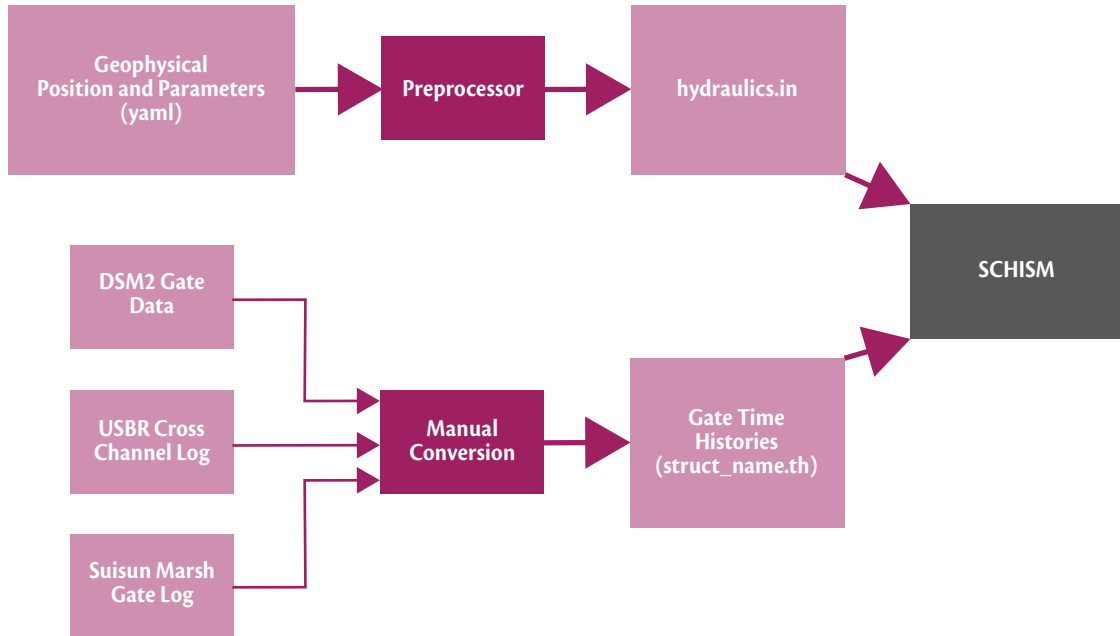 Geophysical
Position and Parameters
(yaml)
Preprocessor
hydraulics.in
SCHISM
DSM2 Gate
Data
USBR Cross
Channel Log
Suisun Marsh
Gate Log
Manual
Conversion
Gate Time
Histories
(struct_name.th)